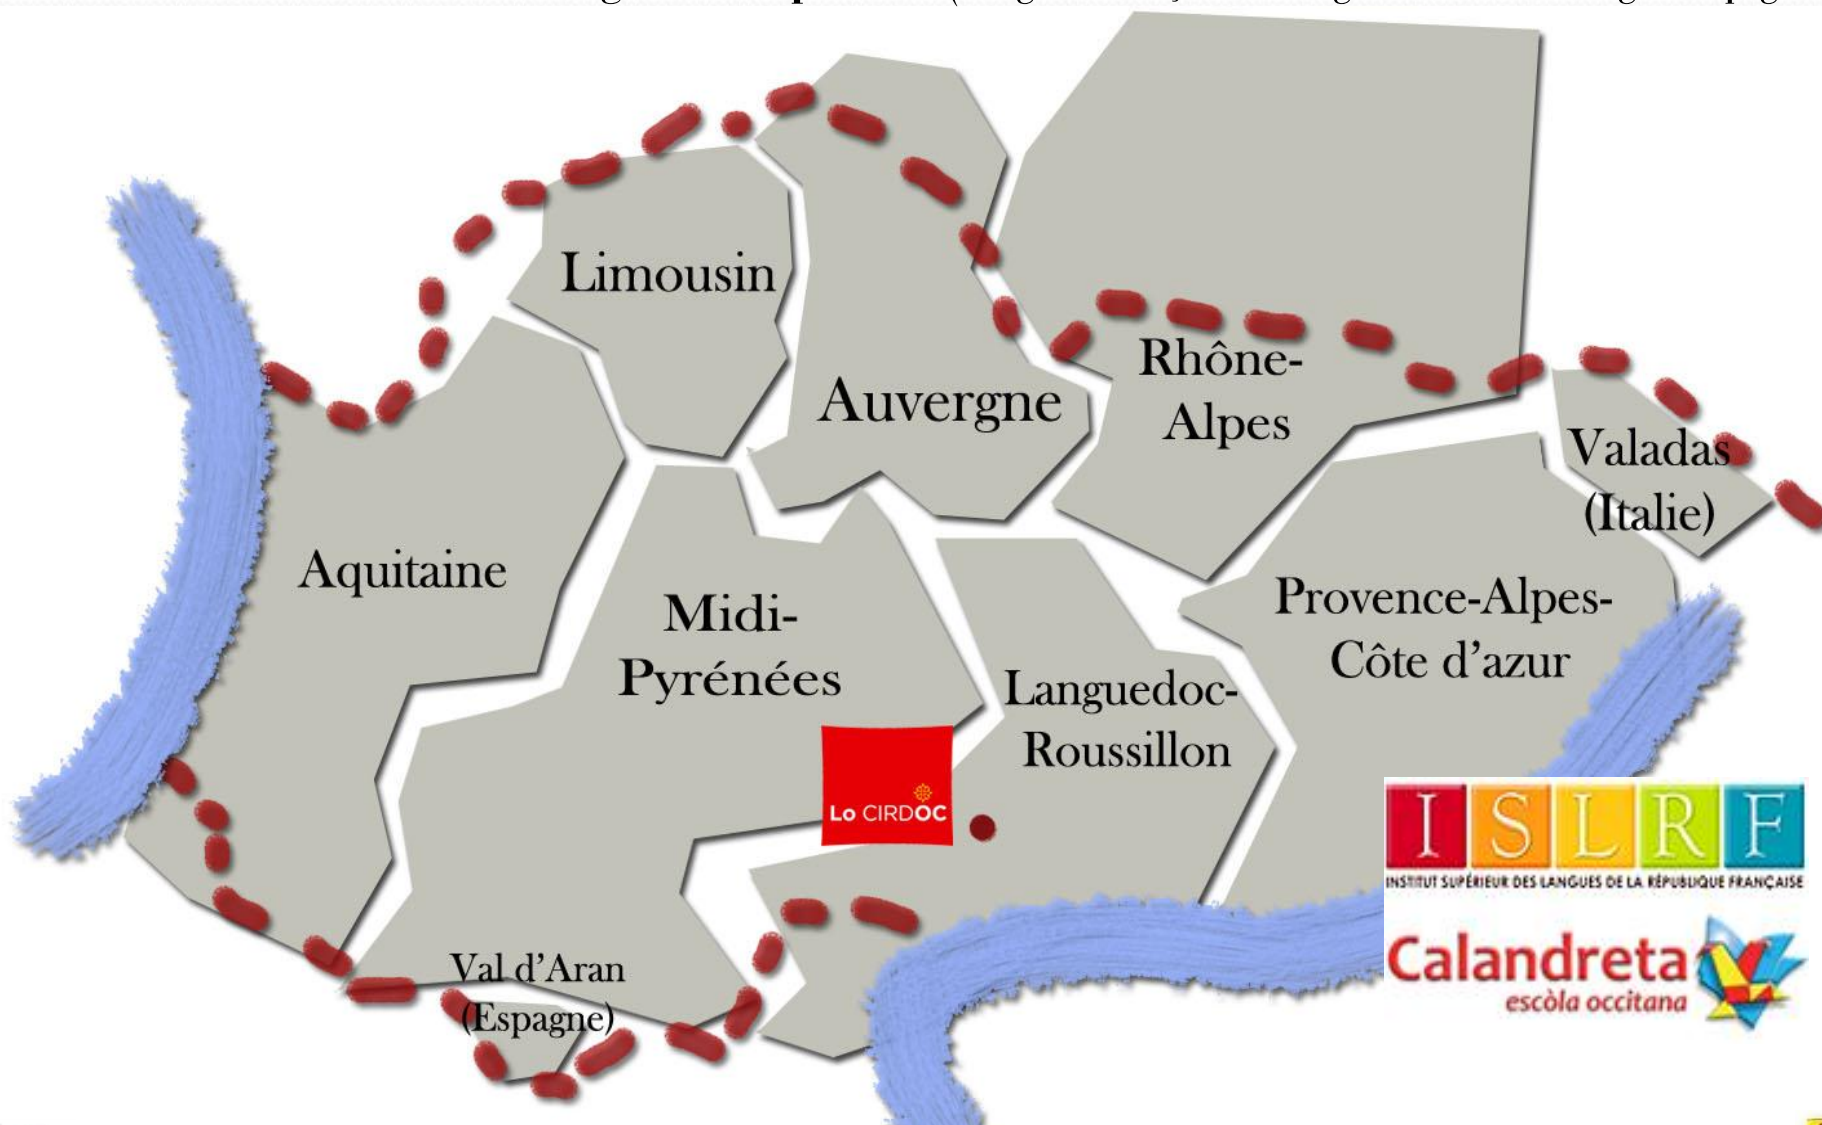 Limousin
Auvergne
Rhône-
Alpes
Valadas
(Italie)
Aquitaine
Midi-
Pyrénées
Provence-Alpes-
Côte d’azur
Languedoc-
Roussillon
Lo CIRDOC
I S L R F
INSTITUT SUPÉRIEUR DES LANGUES DE LA RÉPUBLIQUE FRANÇAISE
Calandreta
escòla occitana
Val d’Aran
(Espagne)